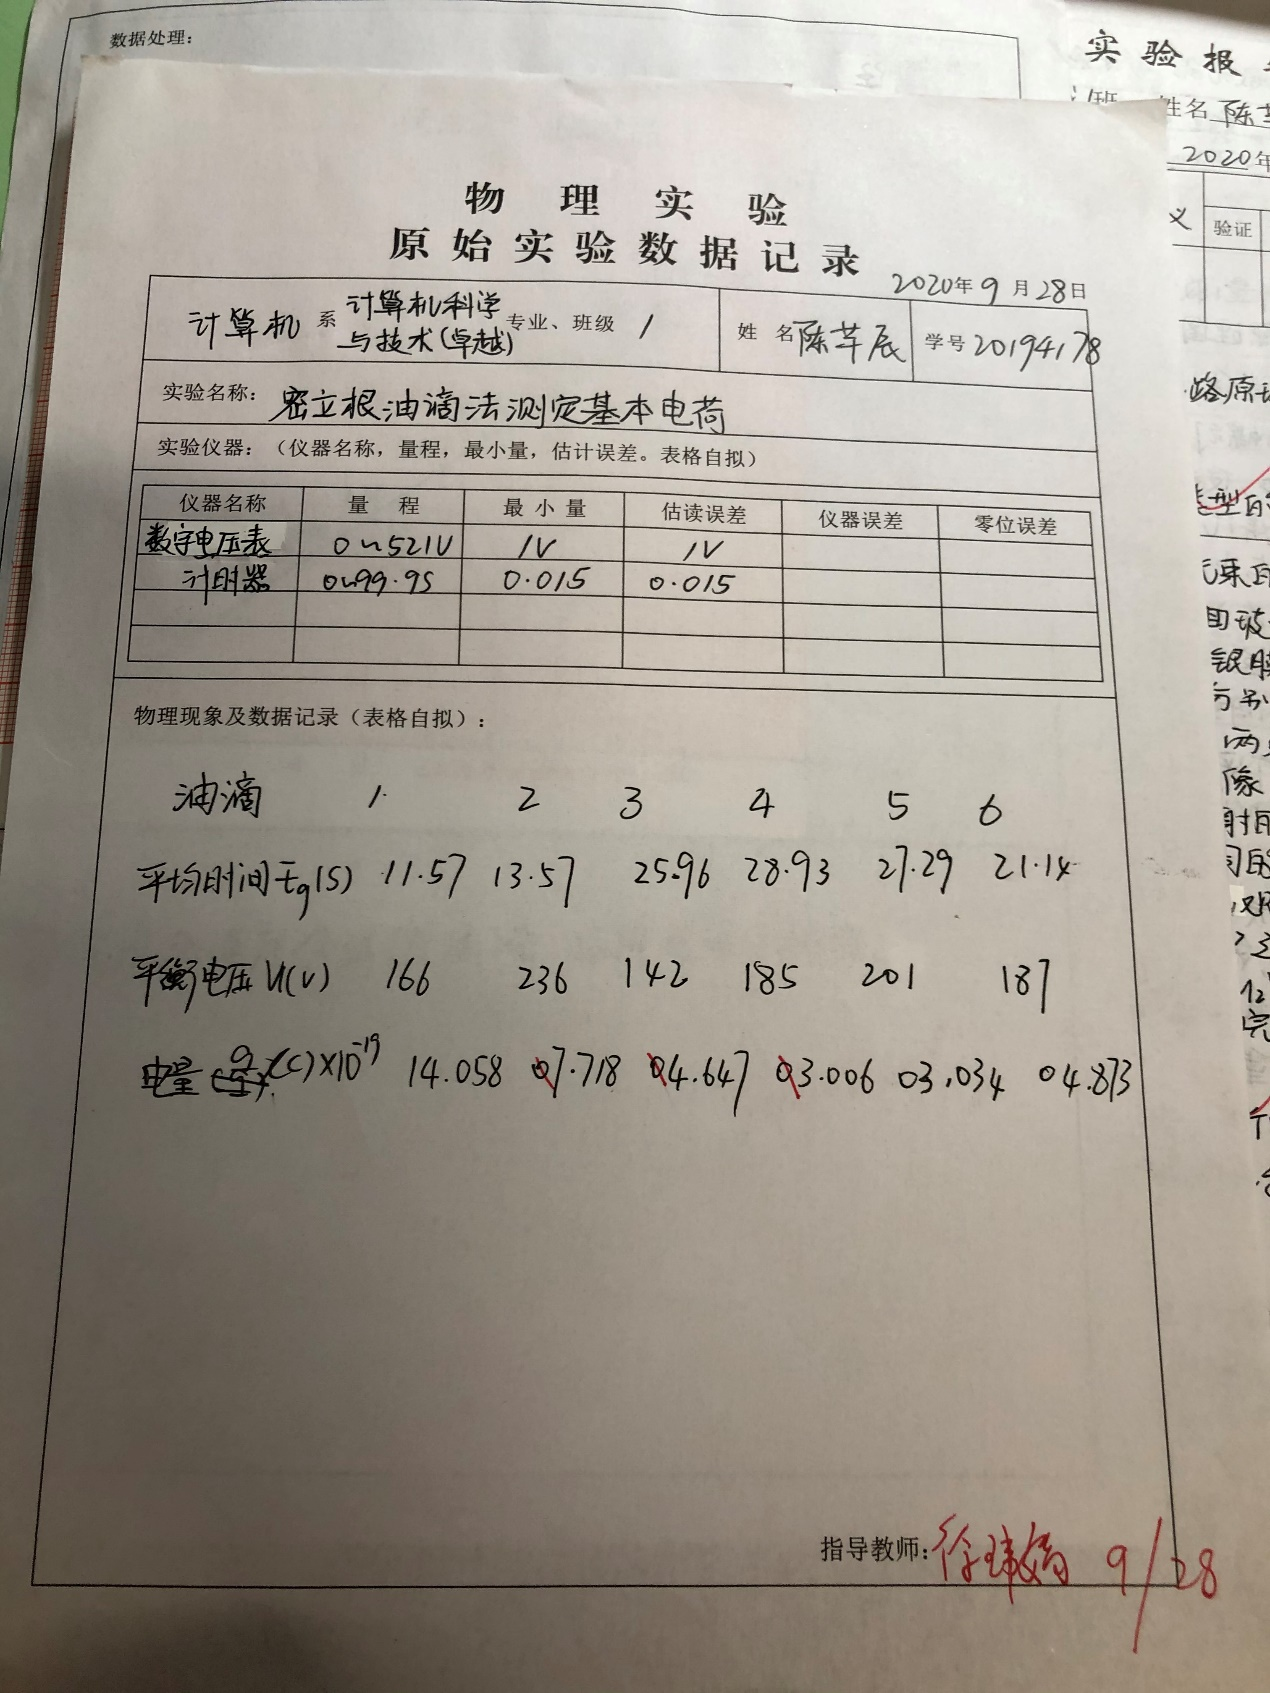 数据处理：
实验报
班 姓名 陈
2020年
义 验证
物理实验
原始实验数据记录
2020年9月28日
计算机 系 计算机科学与技术(卓越) 专业、班级 1 姓名 陈芊辰 学号 20194178
实验名称：密立根油滴法测定基本电荷
实验仪器：（仪器名称，量程，最小量，估计误差。表格自拟）
仪器名称 量程 最小量 估读误差 仪器误差 零位误差
数字电压表 0~521V 1V 1V
计时器 0~99.9s 0.01s 0.01s
物理现象及数据记录（表格自拟）：
油滴 1 2 3 4 5 6
平均时间 tg(s) 11.57 13.57 25.96 28.93 27.29 21.14
平衡电压 U(V) 166 236 142 185 201 187
电量 q(C)×10⁻¹⁹ 14.058 07.718 04.647 03.006 03.034 04.873
指导教师： 9/28